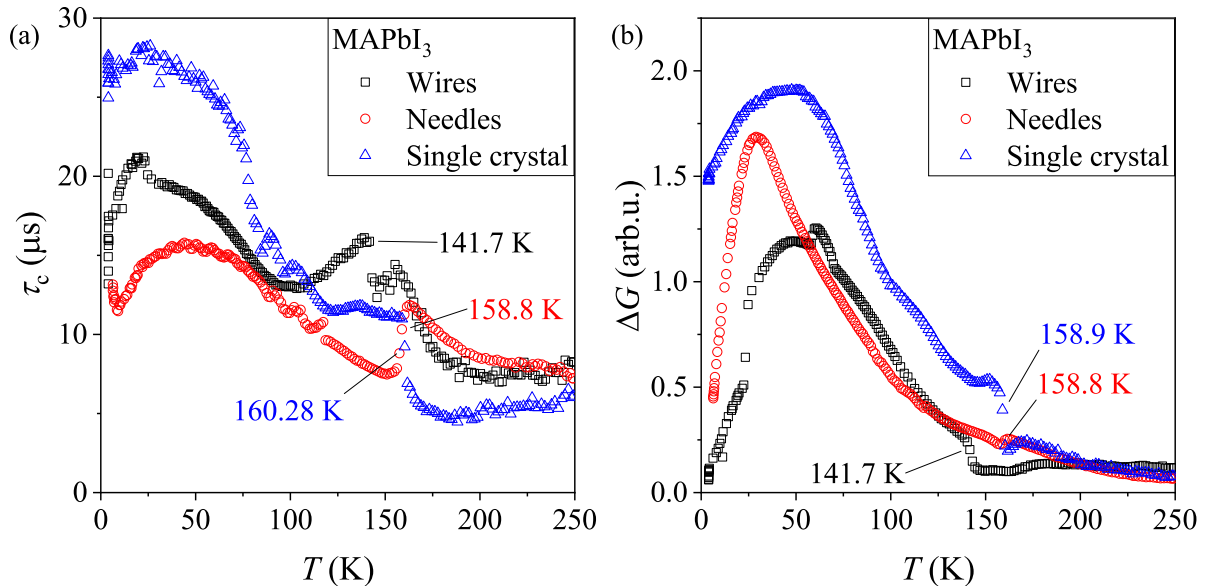 (a)
30
20
10
0
τc (μs)
MAPbI3
Wires
Needles
Single crystal
141.7 K
158.8 K
160.28 K
0 50 100 150 200 250
T (K)
(b)
2.0
1.5
1.0
0.5
0.0
ΔG (arb.u.)
MAPbI3
Wires
Needles
Single crystal
158.9 K
158.8 K
141.7 K
0 50 100 150 200 250
T (K)